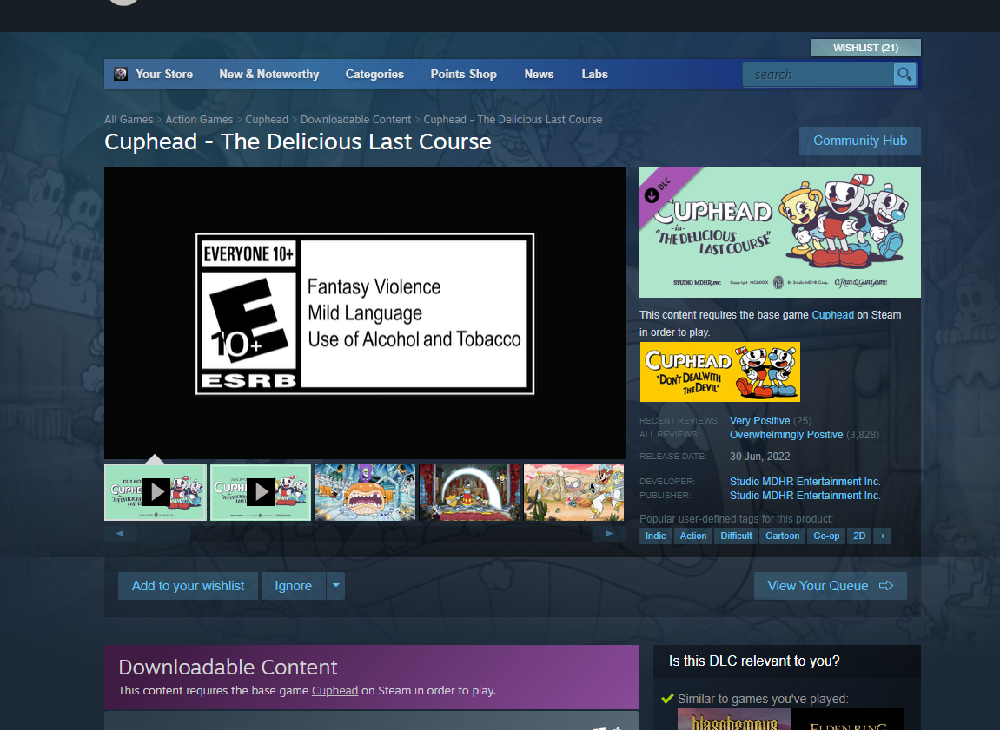 WISHLIST (21)
Your Store New & Noteworthy Categories Points Shop News Labs search
All Games > Action Games > Cuphead > Downloadable Content > Cuphead - The Delicious Last Course
Cuphead - The Delicious Last Course
Community Hub
EVERYONE 10+
E
10+
ESRB
Fantasy Violence
Mild Language
Use of Alcohol and Tobacco
DLC
CUPHEAD
-in-
"THE DELICIOUS
LAST COURSE"
STUDIO MDHR, INC. Copyright MCMXXX By Studio MDHR Corp. A Run & Gun Game
This content requires the base game Cuphead on Steam
in order to play.
CUPHEAD
"DON'T DEAL WITH
THE DEVIL"
RECENT REVIEWS: Very Positive (25)
ALL REVIEWS: Overwhelmingly Positive (3,828)
RELEASE DATE: 30 Jun, 2022
DEVELOPER: Studio MDHR Entertainment Inc.
PUBLISHER: Studio MDHR Entertainment Inc.
Popular user-defined tags for this product:
Indie Action Difficult Cartoon Co-op 2D +
Add to your wishlist Ignore View Your Queue
Downloadable Content
This content requires the base game Cuphead on Steam in order to play.
Is this DLC relevant to you?
Similar to games you've played:
blasphemous ELDEN RING